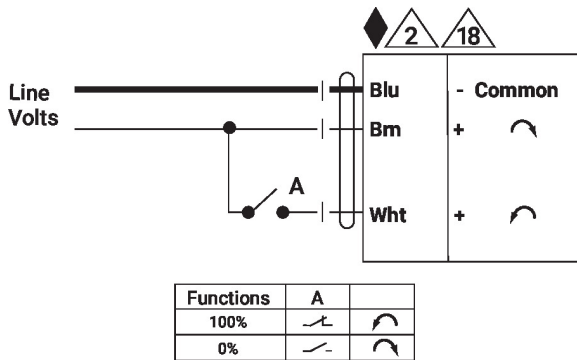 2 18
Line
Volts
Blu - Common
Brn +
A
Wht +
Functions A
100%
0%